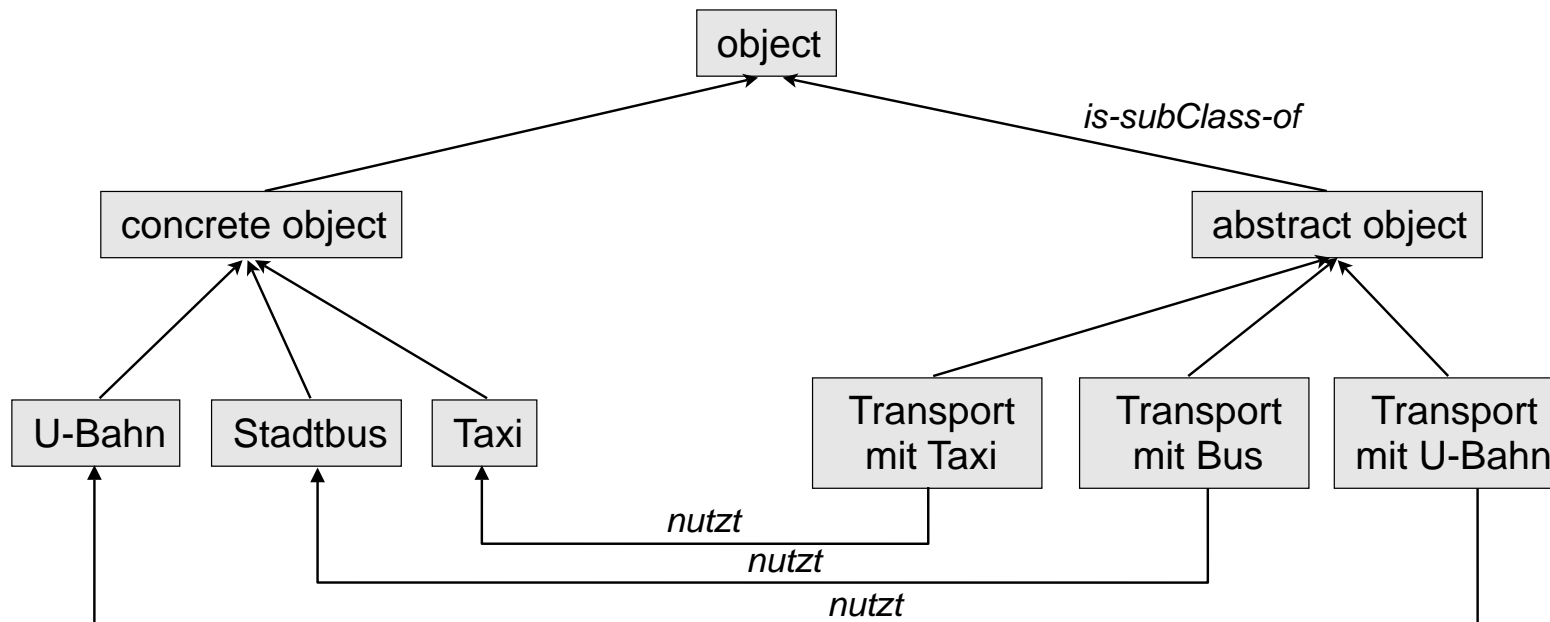 object
is-subClass-of
concrete object
abstract object
U-Bahn
Stadtbus
Taxi
Transport
mit Taxi
Transport
mit Bus
Transport
mit U-Bahn
nutzt
nutzt
nutzt